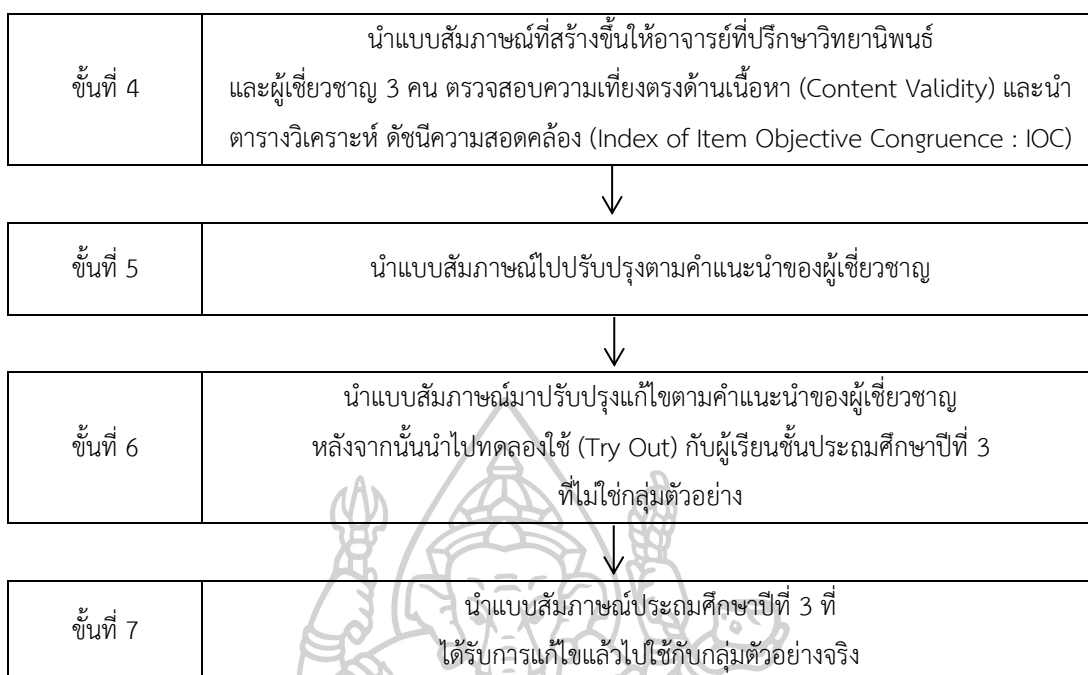 นำแบบสัมภาษณ์ที่สร้างขึ้นให้อาจารย์ที่ปรึกษาวิทยานิพนธ์
ขั้นที่ 4
และผู้เชี่ยวชาญ 3 คน ตรวจสอบความเที่ยงตรงด้านเนื้อหา (Content Validity) และนำ
ตารางวิเคราะห์ ดัชนีความสอดคล้อง (Index of Item Objective Congruence : IOC)
ขั้นที่ 5
นำแบบสัมภาษณ์ไปปรับปรุงตามคำแนะนำของผู้เชี่ยวชาญ
นำแบบสัมภาษณ์มาปรับปรุงแก้ไขตามคำแนะนำของผู้เชี่ยวชาญ
ขั้นที่ 6
หลังจากนั้นนำไปทดลองใช้ (Try Out) กับผู้เรียนชั้นประถมศึกษาปีที่ 3
ที่ไม่ใช่กลุ่มตัวอย่าง
ขั้นที่ 7
นำแบบสัมภาษณ์ประถมศึกษาปีที่ 3 ที่
ได้รับการแก้ไขแล้วไปใช้กับกลุ่มตัวอย่างจริง